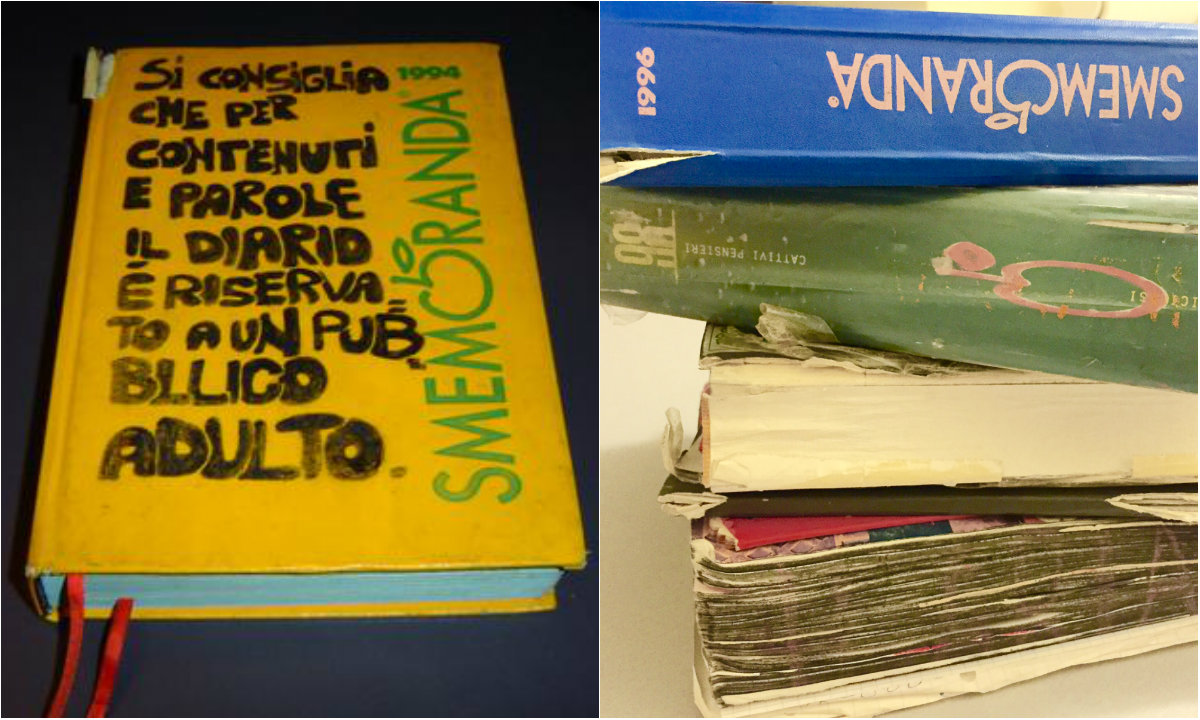 SI CONSIGLIA
CHE PER
CONTENUTI
E PAROLE
IL DIARIO
È RISERVA
TO A UN PUB=
BLLICO
ADULTO.
1994
SMEMORANDA
1996
SMEMORANDA
CATTIVI PENSIERI